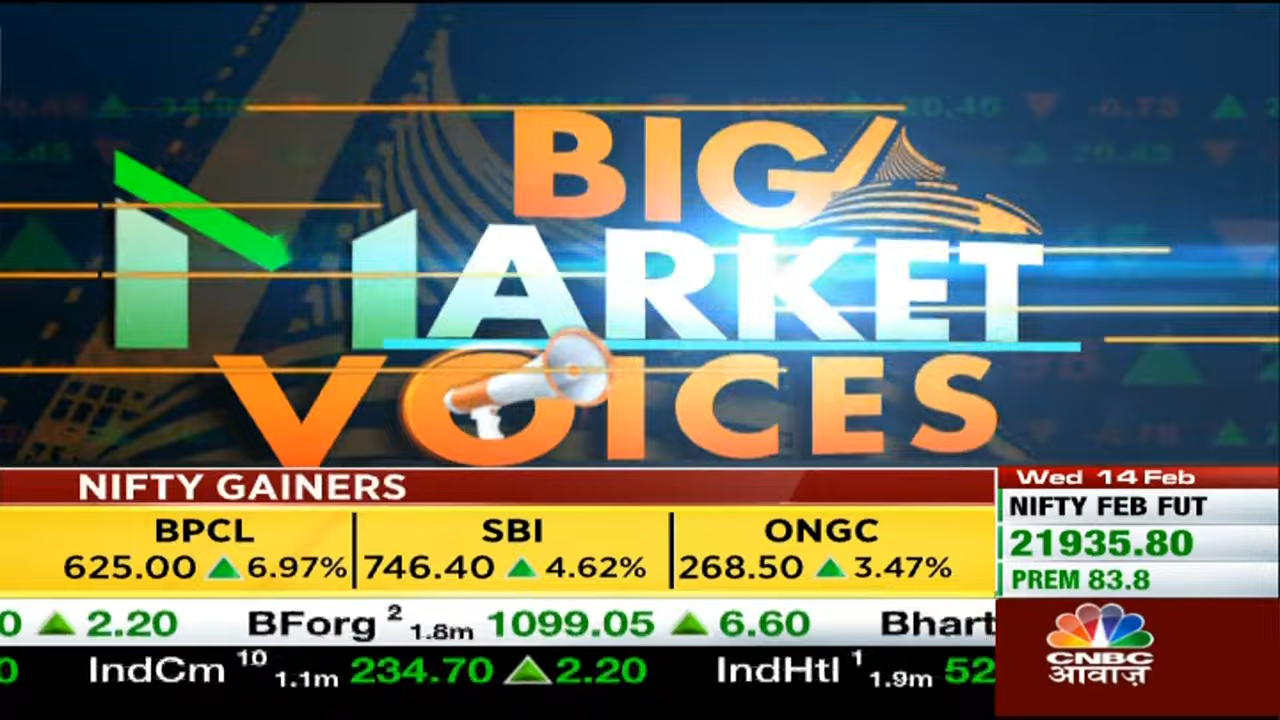 BIG
MARKET
VOICES
NIFTY GAINERS
BPCL
625.00 ▲ 6.97%
SBI
746.40 ▲ 4.62%
ONGC
268.50 ▲ 3.47%
Wed 14 Feb
NIFTY FEB FUT
21935.80
PREM 83.8
0 ▲ 2.20 BForg 2 1.8m 1099.05 ▲ 6.60 Bhart
0 IndCm 10 1.1m 234.70 ▲ 2.20 IndHtl 1 1.9m 52
CNBC
आवाज़